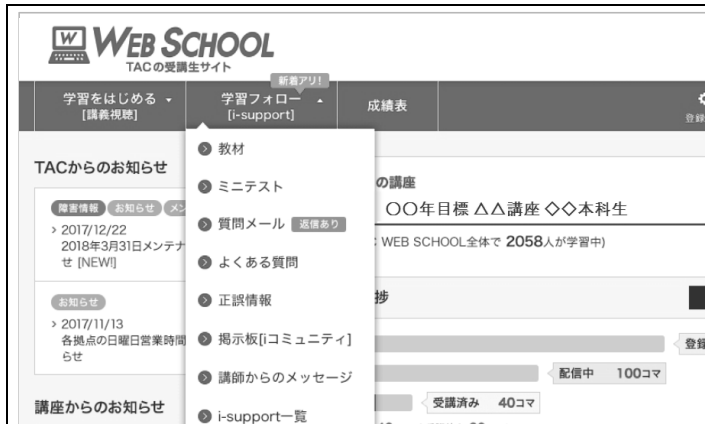 W WEB SCHOOL
TACの受講生サイト
新着アリ!
学習をはじめる
[講義視聴]
学習フォロー
[i-support]
成績表
TACからのお知らせ
障害情報 お知らせ
2017/12/22
2018年3月31日メンテナ
せ [NEW!]
お知らせ
2017/11/13
各拠点の日曜日営業時間
らせ
講座からのお知らせ
教材
ミニテスト
質問メール 返信あり
よくある質問
正誤情報
掲示板[iコミュニティ]
講師からのメッセージ
i-support一覧
の講座
〇〇年目標 △△講座 ◇◇本科生
WEB SCHOOL全体で 2058人が学習中)
捗
登録
配信中 100コマ
受講済み 40コマ